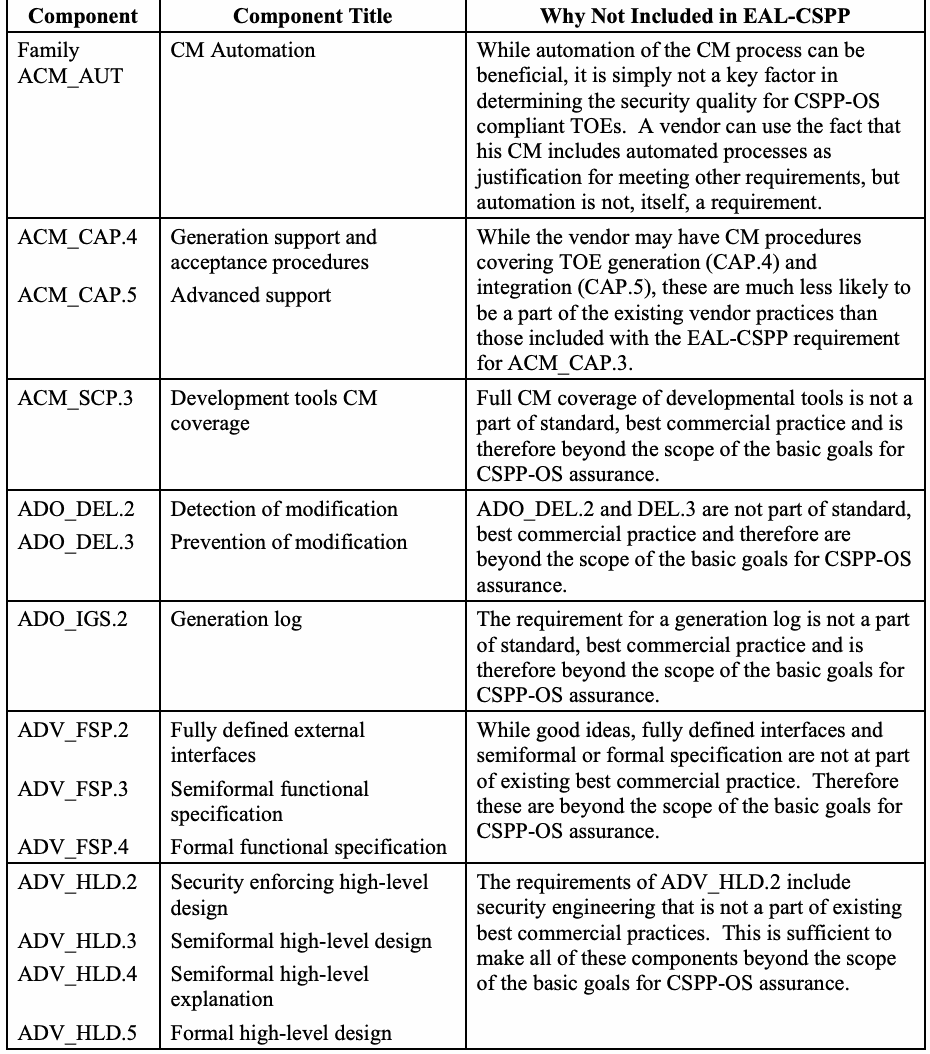 Component Component Title Why Not Included in EAL-CSPP
Family
ACM_AUT
CM Automation
While automation of the CM process can be
beneficial, it is simply not a key factor in
determining the security quality for CSPP-OS
compliant TOEs.  A vendor can use the fact that
his CM includes automated processes as
justification for meeting other requirements, but
automation is not, itself, a requirement.
ACM_CAP.4
Generation support and
acceptance procedures
ACM_CAP.5
Advanced support
While the vendor may have CM procedures
covering TOE generation (CAP.4) and
integration (CAP.5), these are much less likely to
be a part of the existing vendor practices than
those included with the EAL-CSPP requirement
for ACM_CAP.3.
ACM_SCP.3
Development tools CM
coverage
Full CM coverage of developmental tools is not a
part of standard, best commercial practice and is
therefore beyond the scope of the basic goals for
CSPP-OS assurance.
ADO_DEL.2
Detection of modification
ADO_DEL.3
Prevention of modification
ADO_DEL.2 and DEL.3 are not part of standard,
best commercial practice and therefore are
beyond the scope of the basic goals for CSPP-OS
assurance.
ADO_IGS.2
Generation log
The requirement for a generation log is not a part
of standard, best commercial practice and is
therefore beyond the scope of the basic goals for
CSPP-OS assurance.
ADV_FSP.2
Fully defined external
interfaces
ADV_FSP.3
Semiformal functional
specification
ADV_FSP.4
Formal functional specification
While good ideas, fully defined interfaces and
semiformal or formal specification are not at part
of existing best commercial practice.  Therefore
these are beyond the scope of the basic goals for
CSPP-OS assurance.
ADV_HLD.2
Security enforcing high-level
design
ADV_HLD.3
Semiformal high-level design
ADV_HLD.4
Semiformal high-level
explanation
ADV_HLD.5
Formal high-level design
The requirements of ADV_HLD.2 include
security engineering that is not a part of existing
best commercial practices.  This is sufficient to
make all of these components beyond the scope
of the basic goals for CSPP-OS assurance.